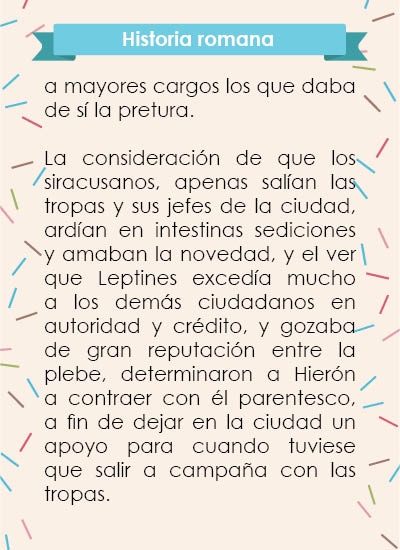 Historia romana
a mayores cargos los que daba
de sí la pretura.
La consideración de que los
siracusanos, apenas salían las
tropas y sus jefes de la ciudad,
ardían en intestinas sediciones
y amaban la novedad, y el ver
que Leptines excedía mucho
a los demás ciudadanos en
autoridad y crédito, y gozaba
de gran reputación entre la
plebe, determinaron a Hierón
a contraer con él parentesco,
a fin de dejar en la ciudad un
apoyo para cuando tuviese
que salir a campaña con las
tropas.